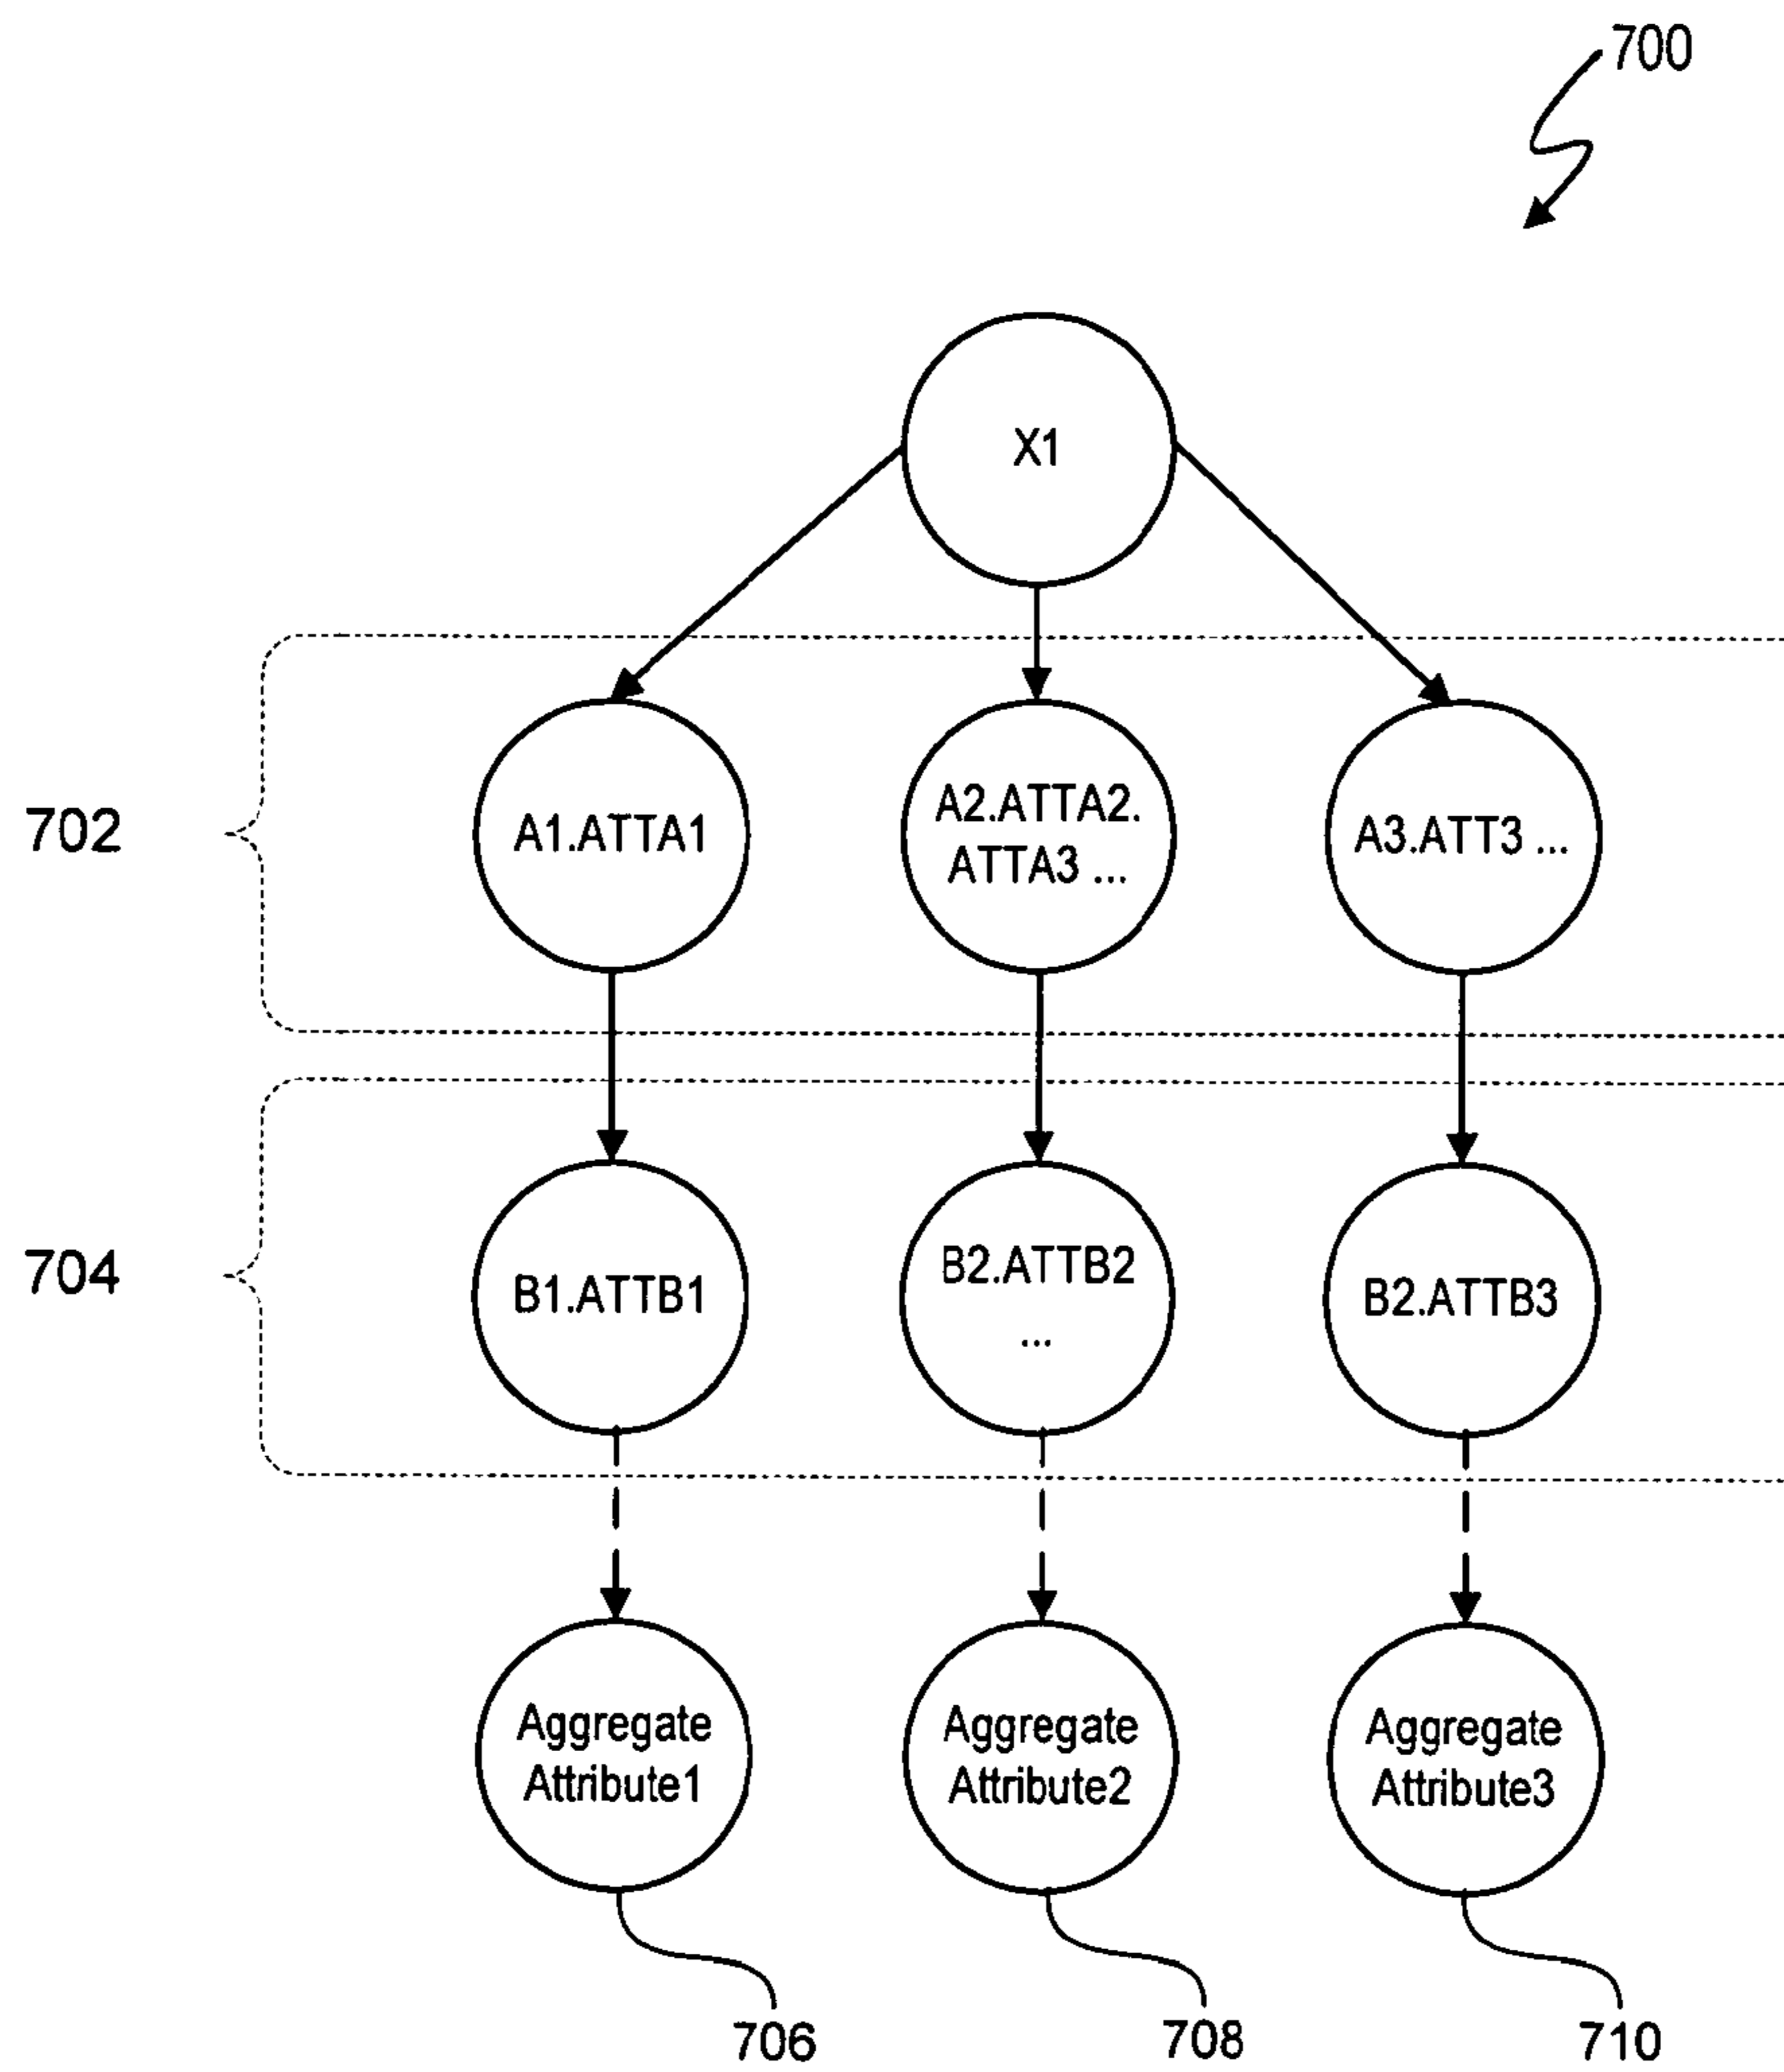 700
X1
702
A1.ATTA1
A2.ATTA2.
ATTA3 ...
A3.ATT3 ...
704
B1.ATTB1
B2.ATTB2
...
B2.ATTB3
Aggregate
Attribute1
Aggregate
Attribute2
Aggregate
Attribute3
706
708
710